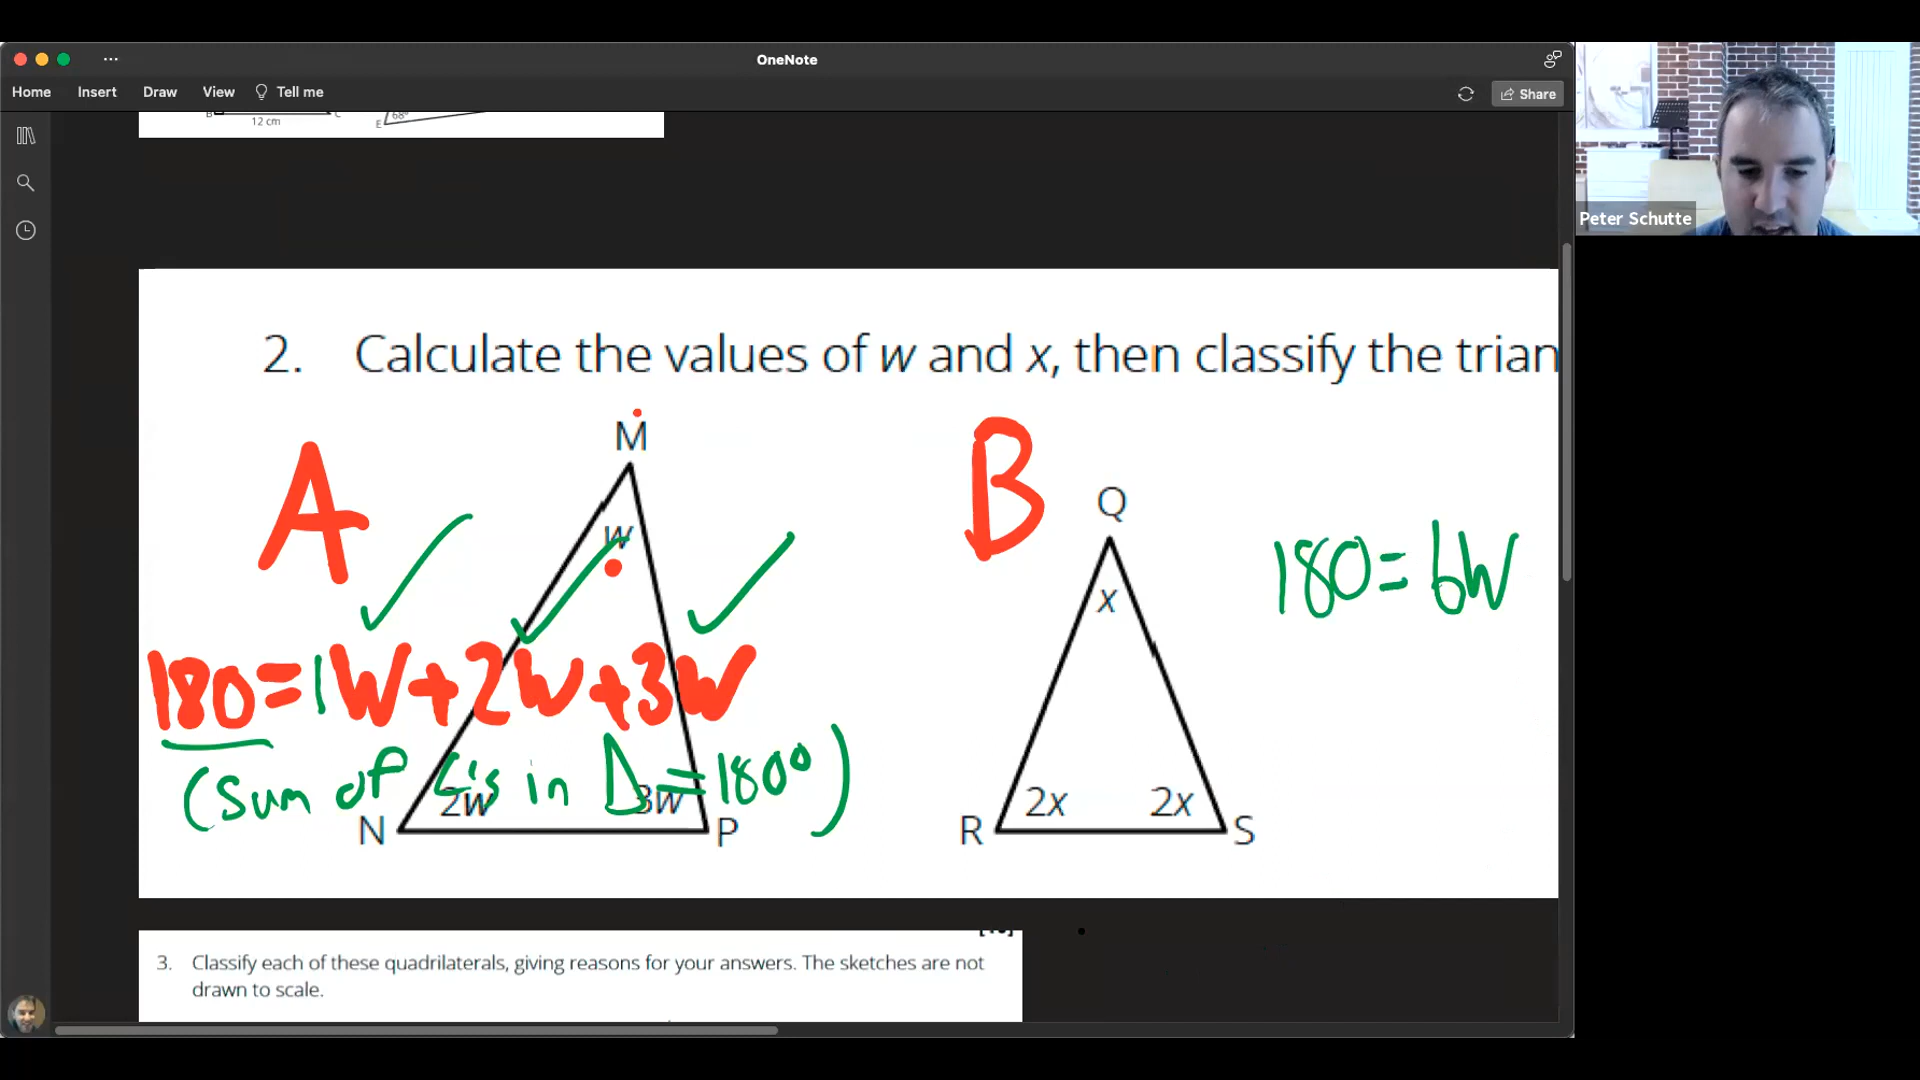 OneNote
Home Insert Draw View Tell me
Share
B 12 cm C
E 68°
Peter Schutte
2. Calculate the values of w and x, then classify the trian
A
M
w
B
Q
x
180=6W
180=1W+2W+3W
(Sum of ∠'s in Δ=180°)
N 2w 3w P
R 2x 2x S
3. Classify each of these quadrilaterals, giving reasons for your answers. The sketches are not
drawn to scale.